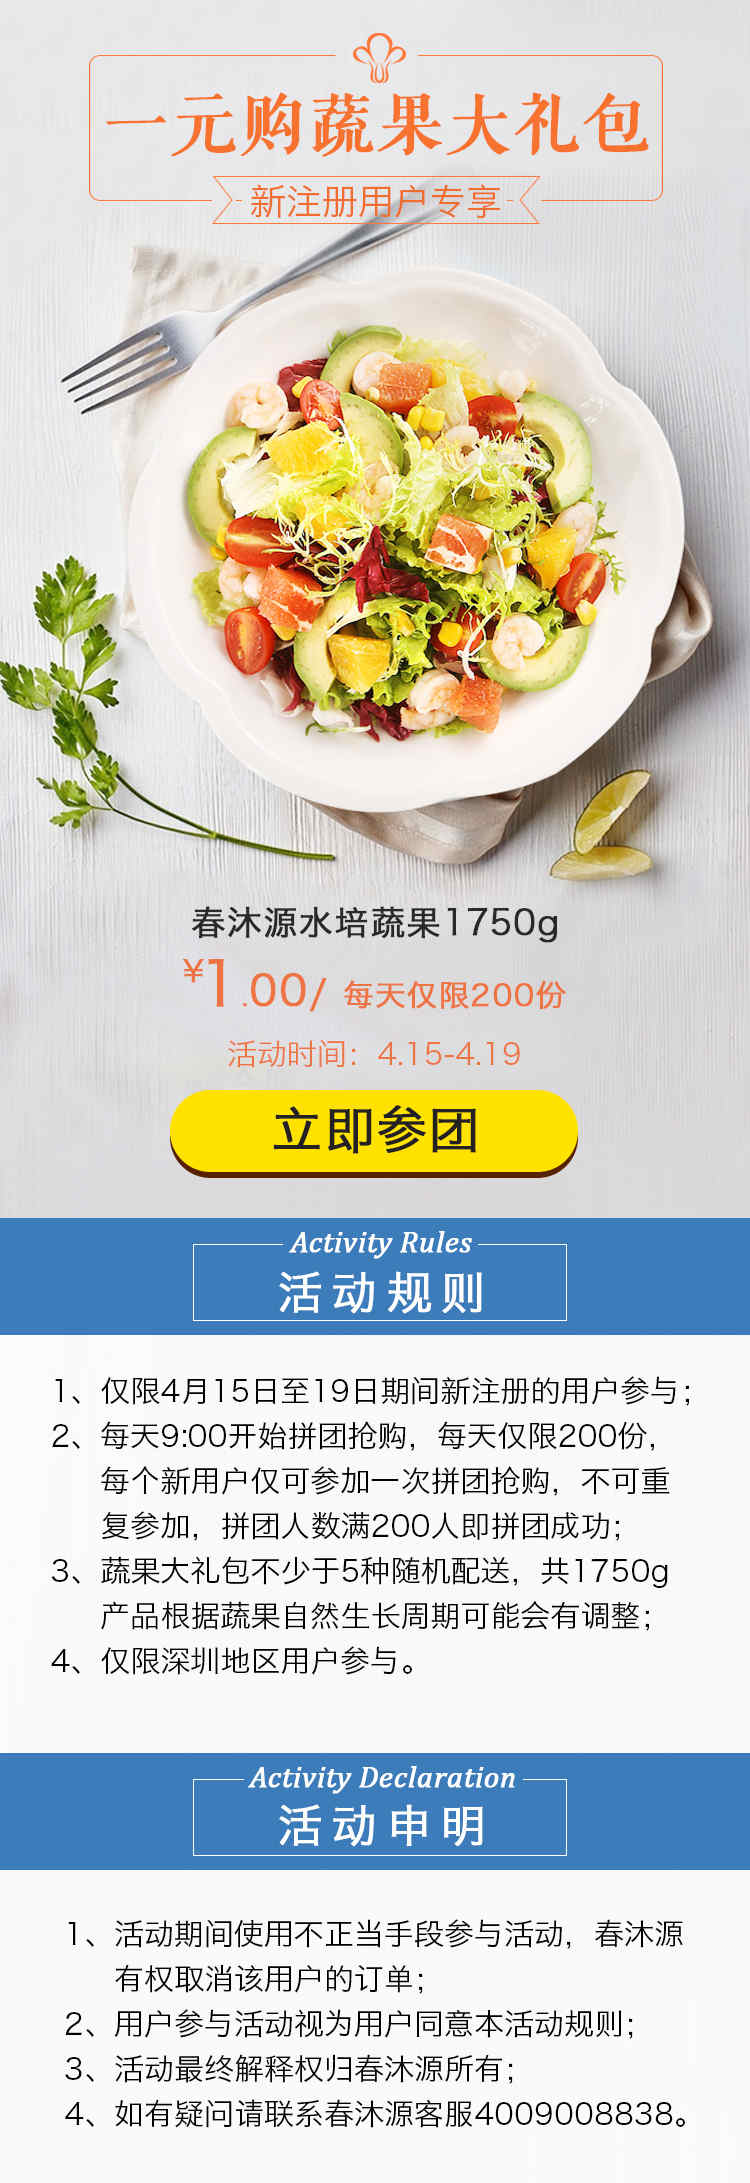 一元购蔬果大礼包
新注册用户专享
春沐源水培蔬果1750g
¥1.00/ 每天仅限200份
活动时间：4.15-4.19
立即参团
Activity Rules
活动规则
1、仅限4月15日至19日期间新注册的用户参与；
2、每天9:00开始拼团抢购，每天仅限200份，
每个新用户仅可参加一次拼团抢购，不可重
复参加，拼团人数满200人即拼团成功；
3、蔬果大礼包不少于5种随机配送，共1750g
产品根据蔬果自然生长周期可能会有调整；
4、仅限深圳地区用户参与。
Activity Declaration
活动申明
1、活动期间使用不正当手段参与活动，春沐源
有权取消该用户的订单；
2、用户参与活动视为用户同意本活动规则；
3、活动最终解释权归春沐源所有；
4、如有疑问请联系春沐源客服4009008838。